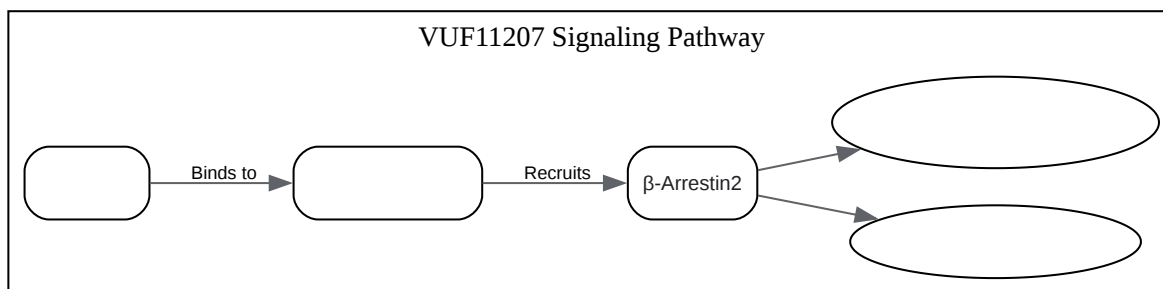 VUF11207 Signaling Pathway
Binds to
Recruits
β-Arrestin2